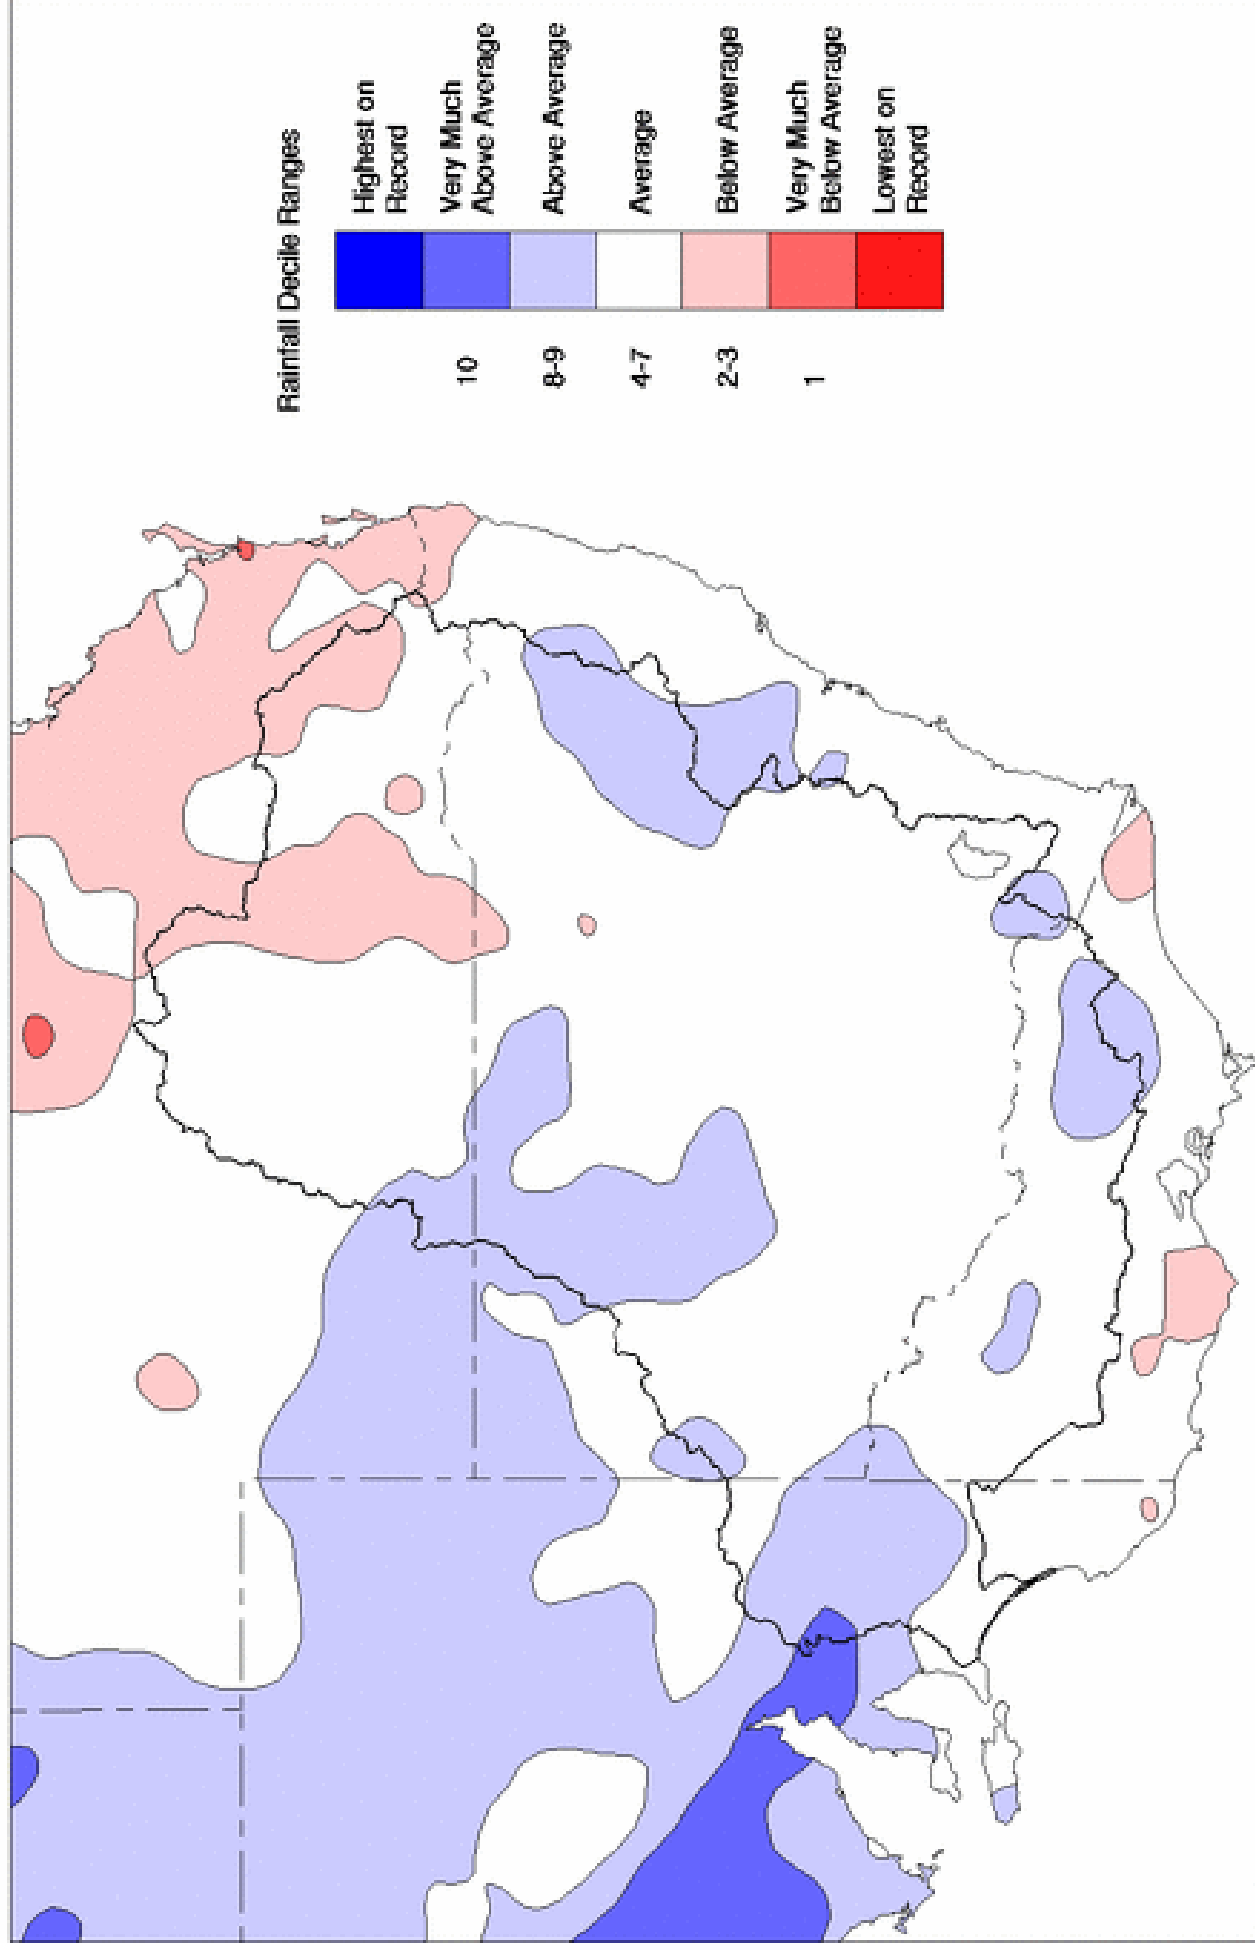 Rainfall Decile Ranges
Highest on
Record
10
Very Much
Above Average
8-9
Above Average
4-7
Average
2-3
Below Average
1
Very Much
Below Average
Lowest on
Record